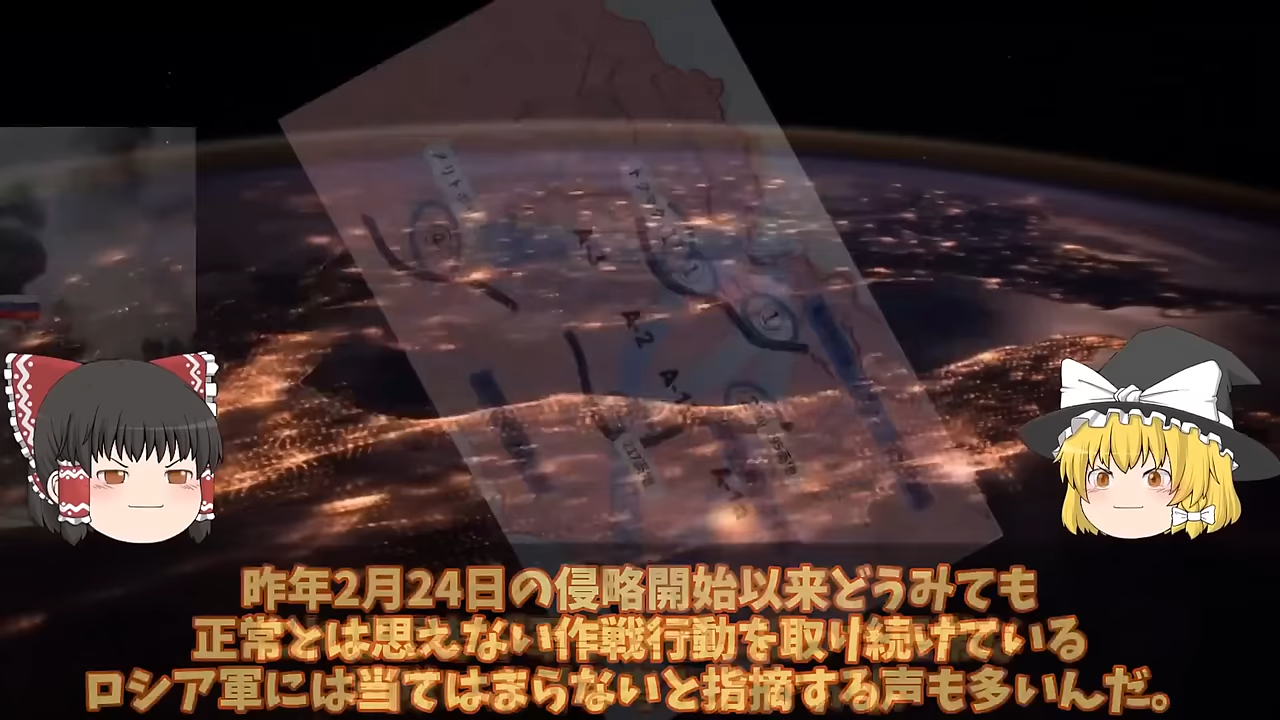 昨年2月24日の侵略開始以来どうみても
正常とは思えない作戦行動を取り続けている
ロシア軍には当てはまらないと指摘する声も多いんだ。